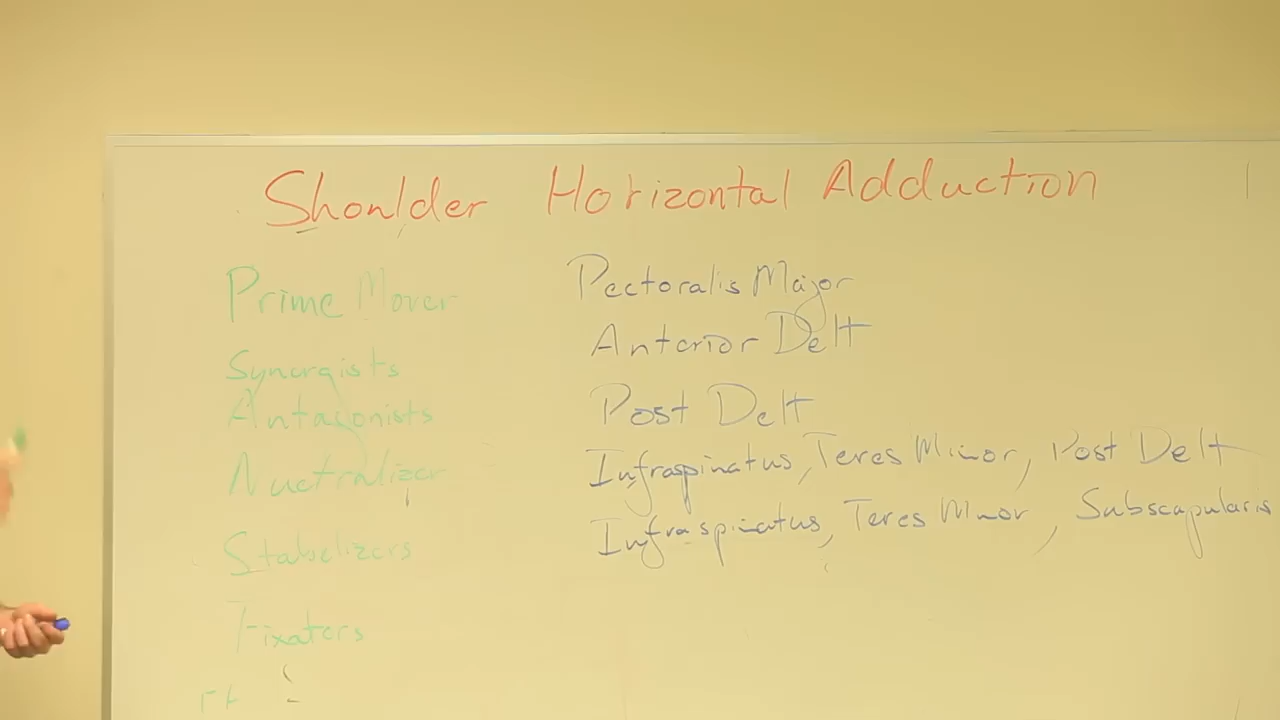 Shoulder Horizontal Adduction
Prime Mover Pectoralis Major
Synergists Anterior Delt
Antagonists Post Delt
Nuetralizer Infraspinatus, Teres Minor, Post Delt
Stabelizers Infraspinatus, Teres Minor, Subscapularis
Fixators